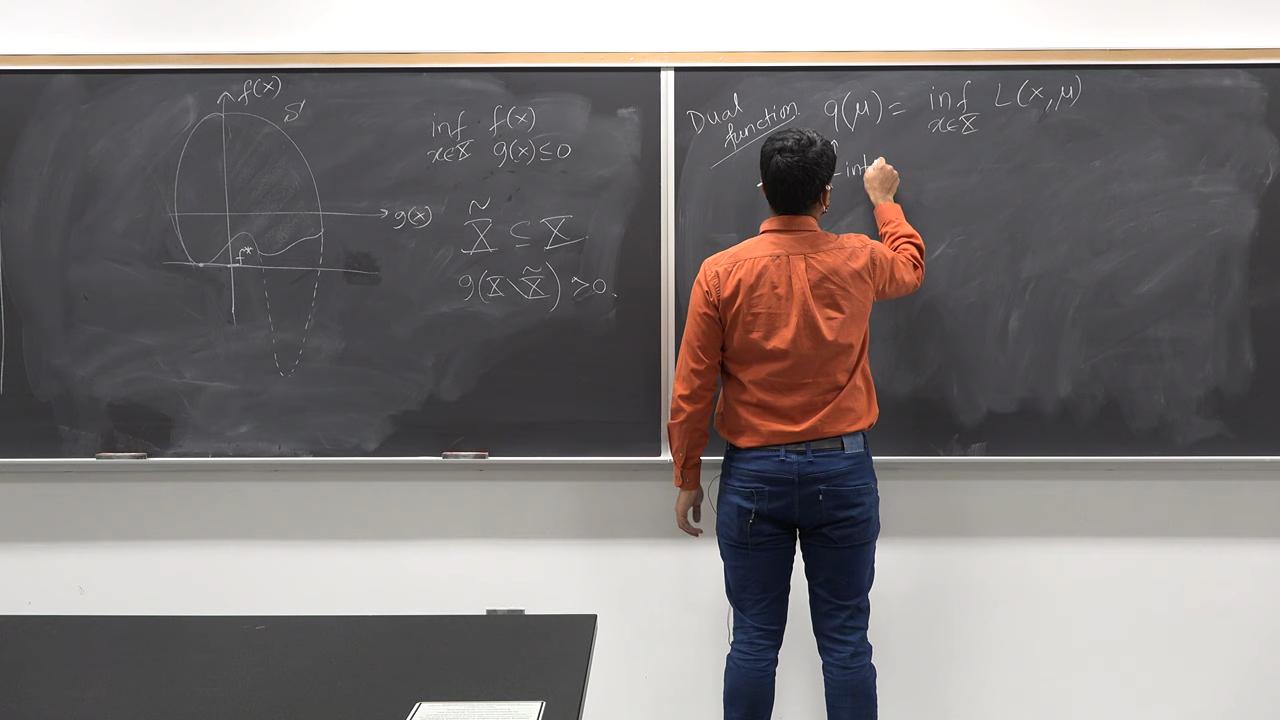 f(x)
S
g(x)
f*
inf f(x)
x∈X g(x) ≤ 0
X̃ ⊆ X
g(X \ X̃) > 0.
Dual function q(μ) = inf L(x, μ)
x∈X